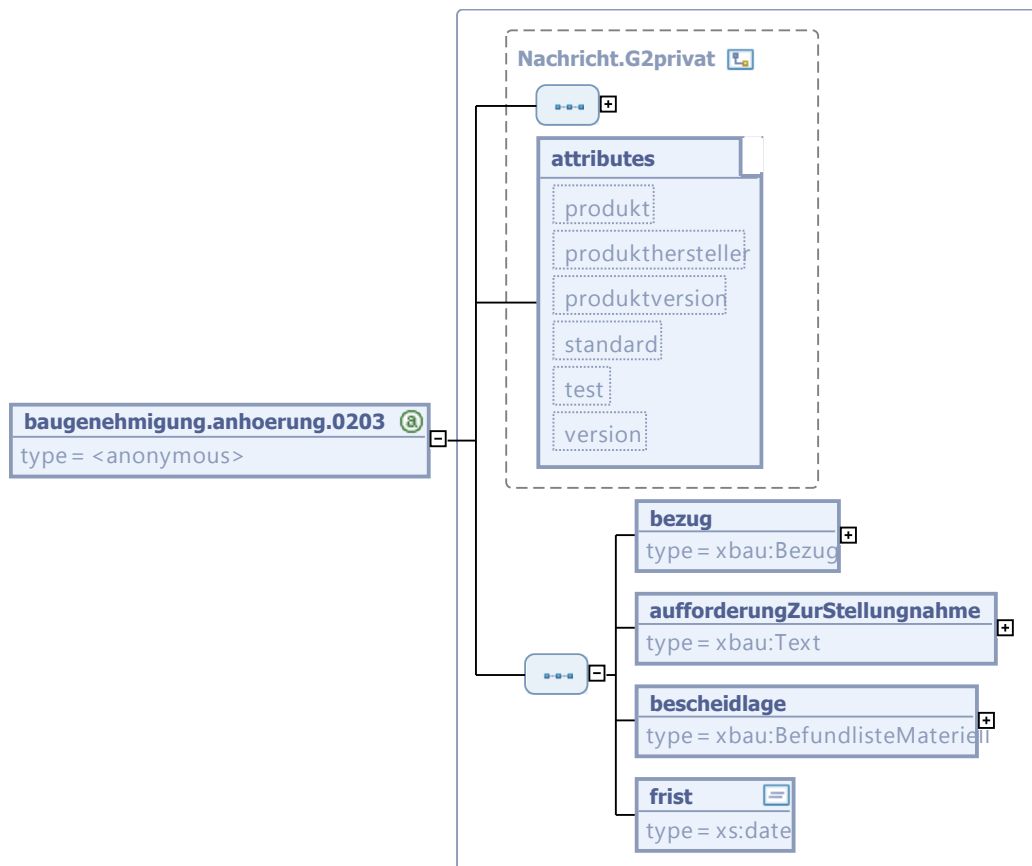 Nachricht.G2privat
attributes
produkt
produkthersteller
produktversion
standard
test
version
baugenehmigung.anhoerung.0203 a
type = <anonymous>
bezug
type = xbau:Bezug
aufforderungZurStellungnahme
type = xbau:Text
bescheidlage
type = xbau:BefundlisteMateriell
frist
type = xs:date